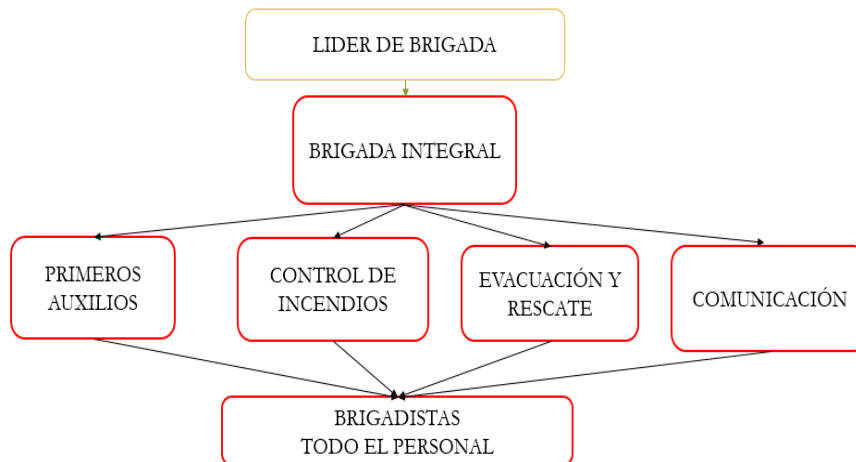 LIDER DE BRIGADA
BRIGADA INTEGRAL
PRIMEROS
AUXILIOS
CONTROL DE
INCENDIOS
EVACUACIÓN Y
RESCATE
COMUNICACIÓN
BRIGADISTAS
TODO EL PERSONAL